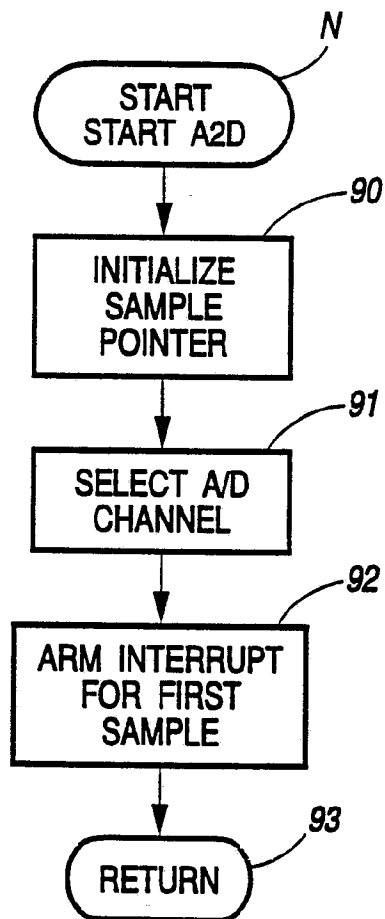 N
START
START A2D
90
INITIALIZE
SAMPLE
POINTER
91
SELECT A/D
CHANNEL
92
ARM INTERRUPT
FOR FIRST
SAMPLE
93
RETURN